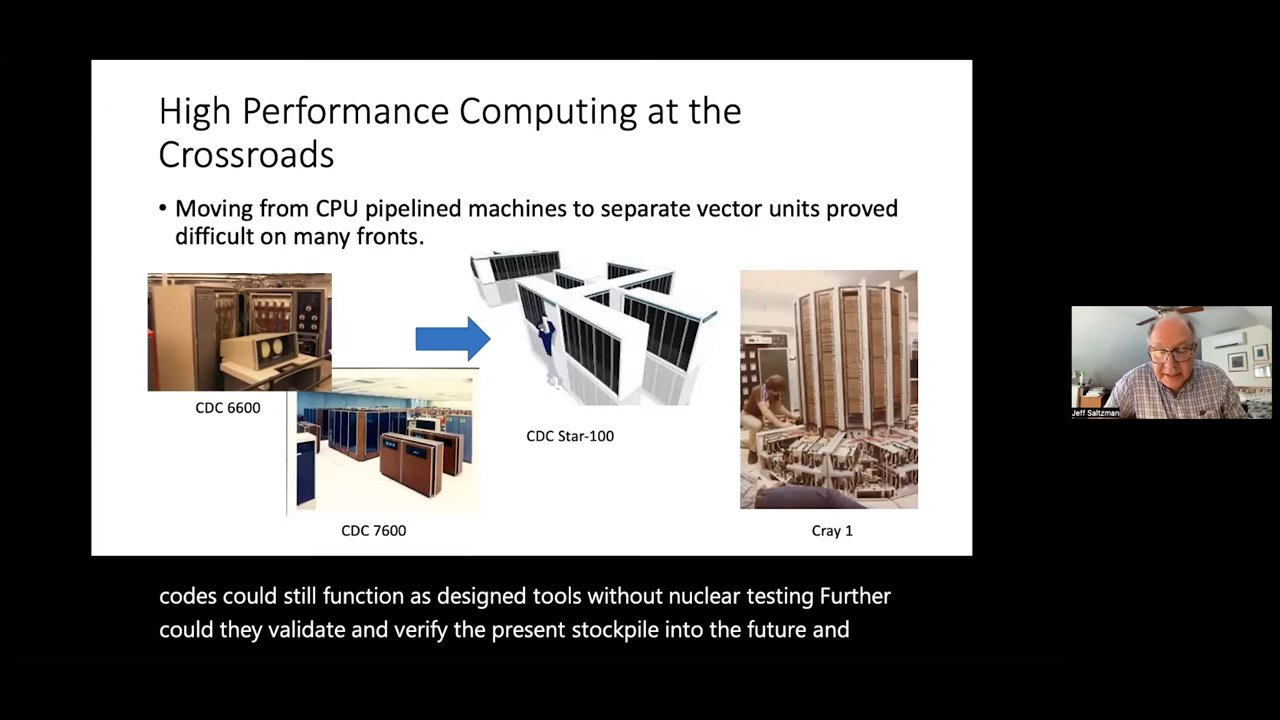 High Performance Computing at the
Crossroads
• Moving from CPU pipelined machines to separate vector units proved
difficult on many fronts.
CDC 6600
CDC Star-100
CDC 7600
Cray 1
Jeff Saltzman
codes could still function as designed tools without nuclear testing Further
could they validate and verify the present stockpile into the future and